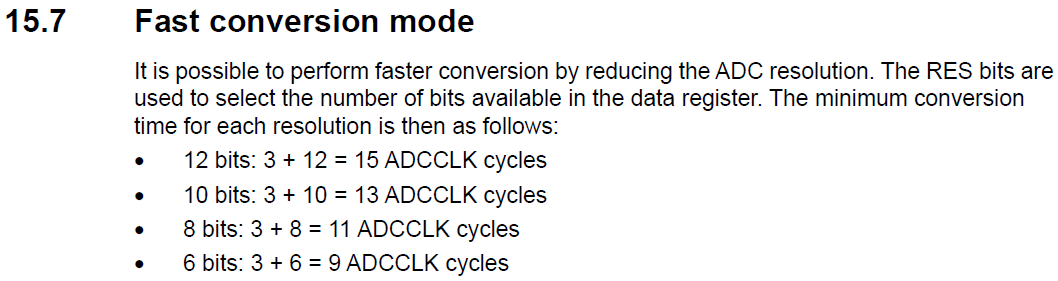 15.7 Fast conversion mode
It is possible to perform faster conversion by reducing the ADC resolution. The RES bits are
used to select the number of bits available in the data register. The minimum conversion
time for each resolution is then as follows:
• 12 bits: 3 + 12 = 15 ADCCLK cycles
• 10 bits: 3 + 10 = 13 ADCCLK cycles
• 8 bits: 3 + 8 = 11 ADCCLK cycles
• 6 bits: 3 + 6 = 9 ADCCLK cycles